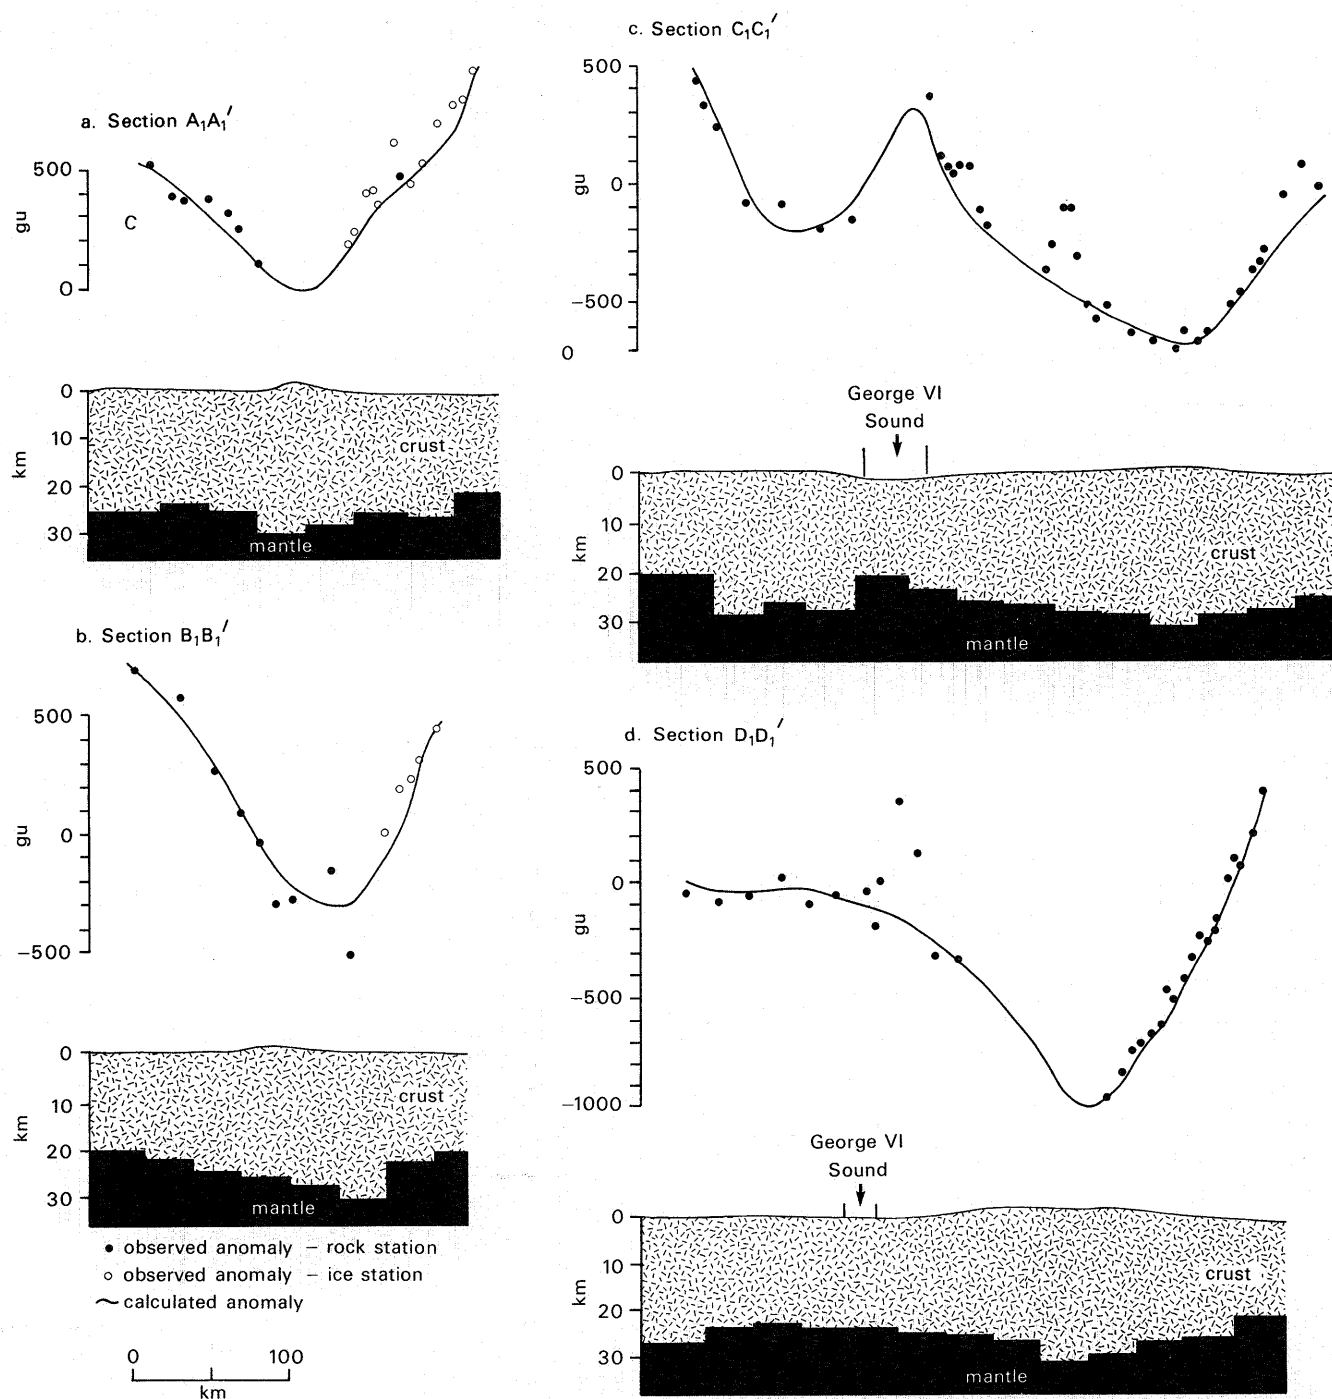 a. Section A₁A₁′
500
0
gu
C
0
10
20
30
km
crust
mantle
b. Section B₁B₁′
500
0
−500
gu
0
10
20
30
km
crust
mantle
● observed anomaly – rock station
○ observed anomaly – ice station
calculated anomaly
0 100
km
c. Section C₁C₁′
500
0
−500
0
gu
George VI
Sound
0
10
20
30
km
crust
mantle
d. Section D₁D₁′
500
0
−500
−1000
gu
George VI
Sound
0
10
20
30
km
crust
mantle